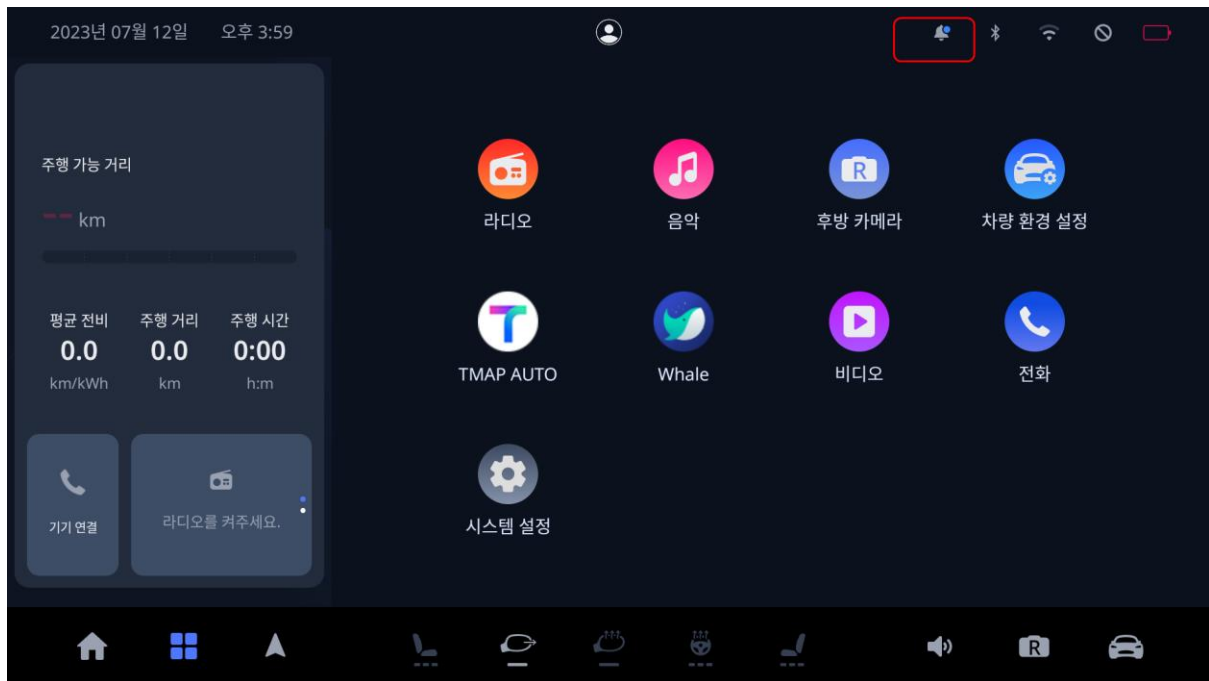 2023년 07월 12일 오후 3:59
주행 가능 거리
-- km
평균 전비 주행 거리 주행 시간
0.0 0.0 0:00
km/kWh km h:m
기기 연결
라디오를 켜주세요.
라디오 음악 후방 카메라 차량 환경 설정
R
TMAP AUTO Whale 비디오 전화
시스템 설정
R